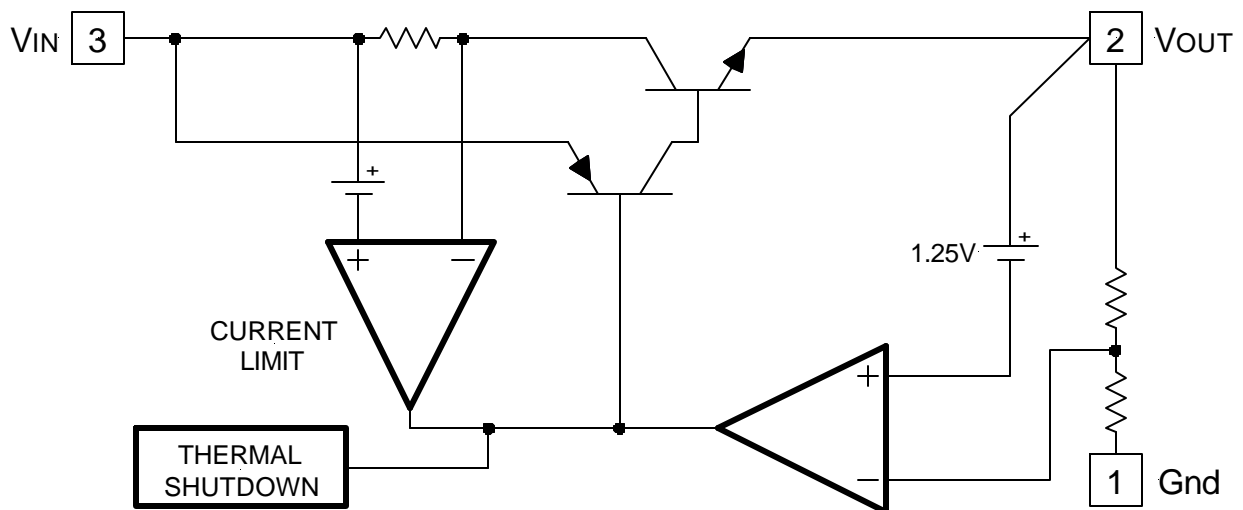 VIN 3
2 VOUT
+
+
1.25V
+ −
CURRENT
LIMIT
+
THERMAL
SHUTDOWN
−
1 Gnd